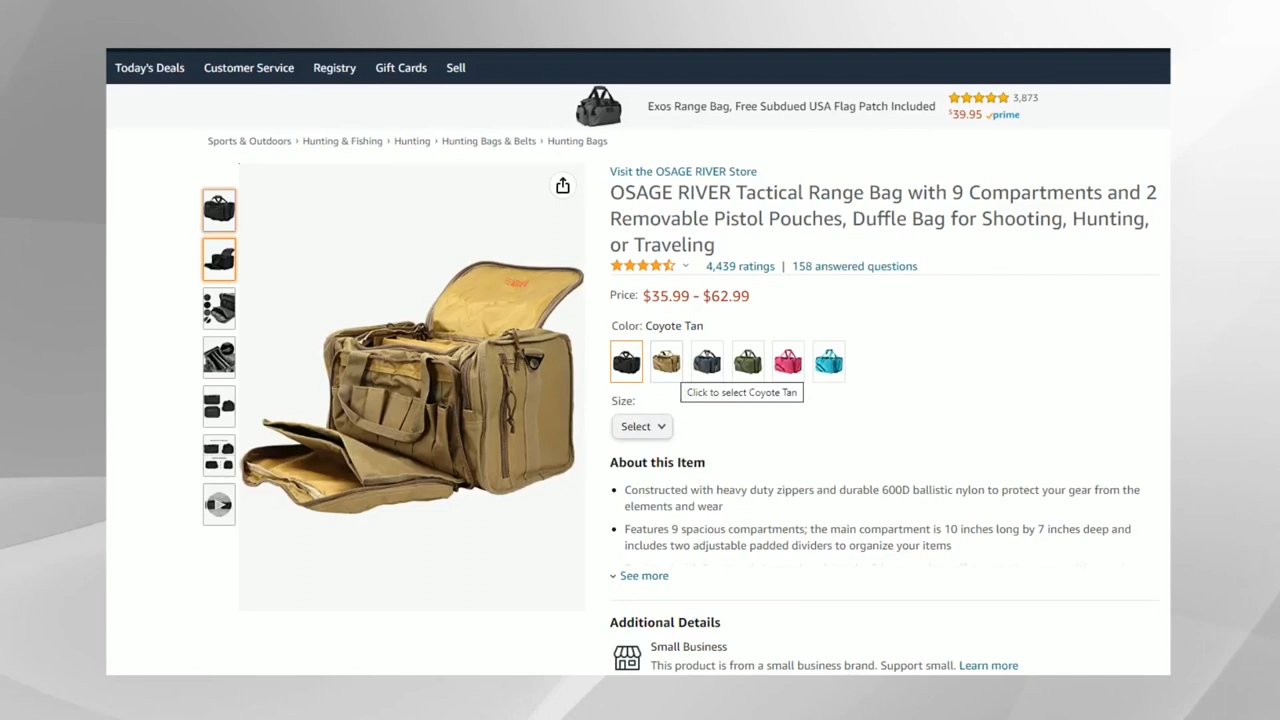 Today's Deals Customer Service Registry Gift Cards Sell
Exos Range Bag, Free Subdued USA Flag Patch Included
3,873
$39.95 prime
Sports & Outdoors › Hunting & Fishing › Hunting › Hunting Bags & Belts › Hunting Bags
Visit the OSAGE RIVER Store
OSAGE RIVER Tactical Range Bag with 9 Compartments and 2
Removable Pistol Pouches, Duffle Bag for Shooting, Hunting,
or Traveling
4,439 ratings | 158 answered questions
Price: $35.99 - $62.99
Color: Coyote Tan
Click to select Coyote Tan
Size:
Select
About this Item
• Constructed with heavy duty zippers and durable 600D ballistic nylon to protect your gear from the
elements and wear
• Features 9 spacious compartments; the main compartment is 10 inches long by 7 inches deep and
includes two adjustable padded dividers to organize your items
See more
Additional Details
Small Business
This product is from a small business brand. Support small. Learn more